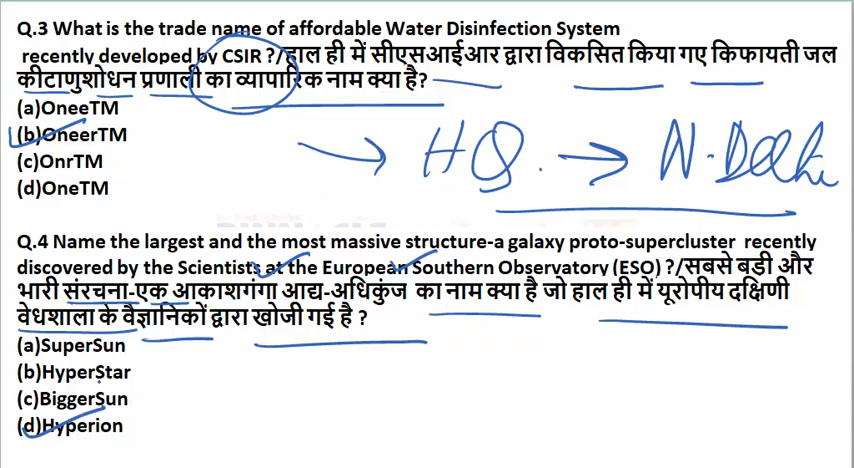 Q.3 What is the trade name of affordable Water Disinfection System
recently developed by CSIR ?/हाल ही में सीएसआईआर द्वारा विकसित किया गए किफायती जल
कीटाणुशोधन प्रणाली का व्यापारिक नाम क्या है?
(a)OneeTM
(b)OneerTM
(c)OnrTM
(d)OneTM
HQ. → N.Delhi
Q.4 Name the largest and the most massive structure-a galaxy proto-supercluster recently
discovered by the Scientists at the European Southern Observatory (ESO) ?/सबसे बड़ी और
भारी संरचना-एक आकाशगंगा आद्य-अधिकुंज का नाम क्या है जो हाल ही में यूरोपीय दक्षिणी
वेधशाला के वैज्ञानिकों द्वारा खोजी गई है ?
(a)SuperSun
(b)HyperStar
(c)BiggerSun
(d)Hyperion